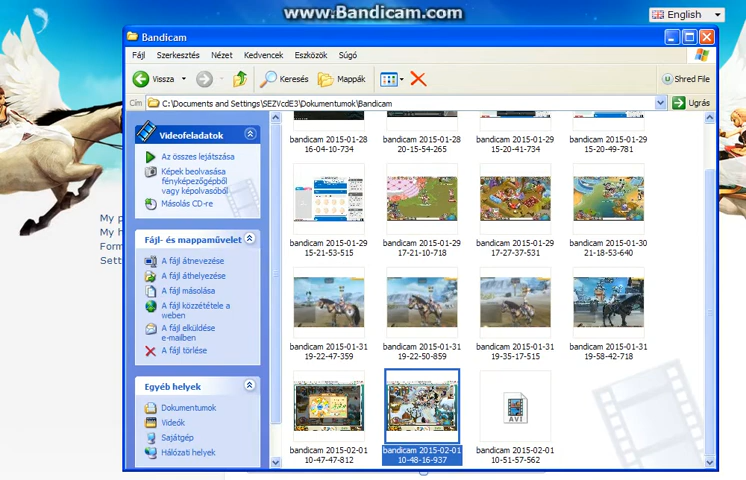 www.Bandicam.com
English
Bandicam
Fájl Szerkesztés Nézet Kedvencek Eszközök Súgó
Vissza Keresés Mappák Shred File
Cím C:\Documents and Settings\SEZVcdE3\Dokumentumok\Bandicam Ugrás
Videofeladatok
Az összes lejátszása
Képek beolvasása
fényképezőgépből
vagy képolvasóból
Másolás CD-re
Fájl- és mappaművelet
A fájl átnevezése
A fájl áthelyezése
A fájl másolása
A fájl közzététele a
weben
A fájl elküldése
e-mailben
A fájl törlése
Egyéb helyek
Dokumentumok
Videók
Sajátgép
Hálózati helyek
bandicam 2015-01-28
16-04-10-734
bandicam 2015-01-28
20-15-54-265
bandicam 2015-01-29
15-20-41-734
bandicam 2015-01-29
15-20-49-781
bandicam 2015-01-29
15-21-53-515
bandicam 2015-01-29
17-21-10-718
bandicam 2015-01-29
17-27-37-531
bandicam 2015-01-30
21-18-53-640
bandicam 2015-01-31
19-22-47-359
bandicam 2015-01-31
19-22-50-859
bandicam 2015-01-31
19-35-17-515
bandicam 2015-01-31
19-58-42-718
bandicam 2015-02-01
10-47-47-812
bandicam 2015-02-01
10-48-16-937
AVI
bandicam 2015-02-01
10-51-57-562
My p
My h
Form
Sett